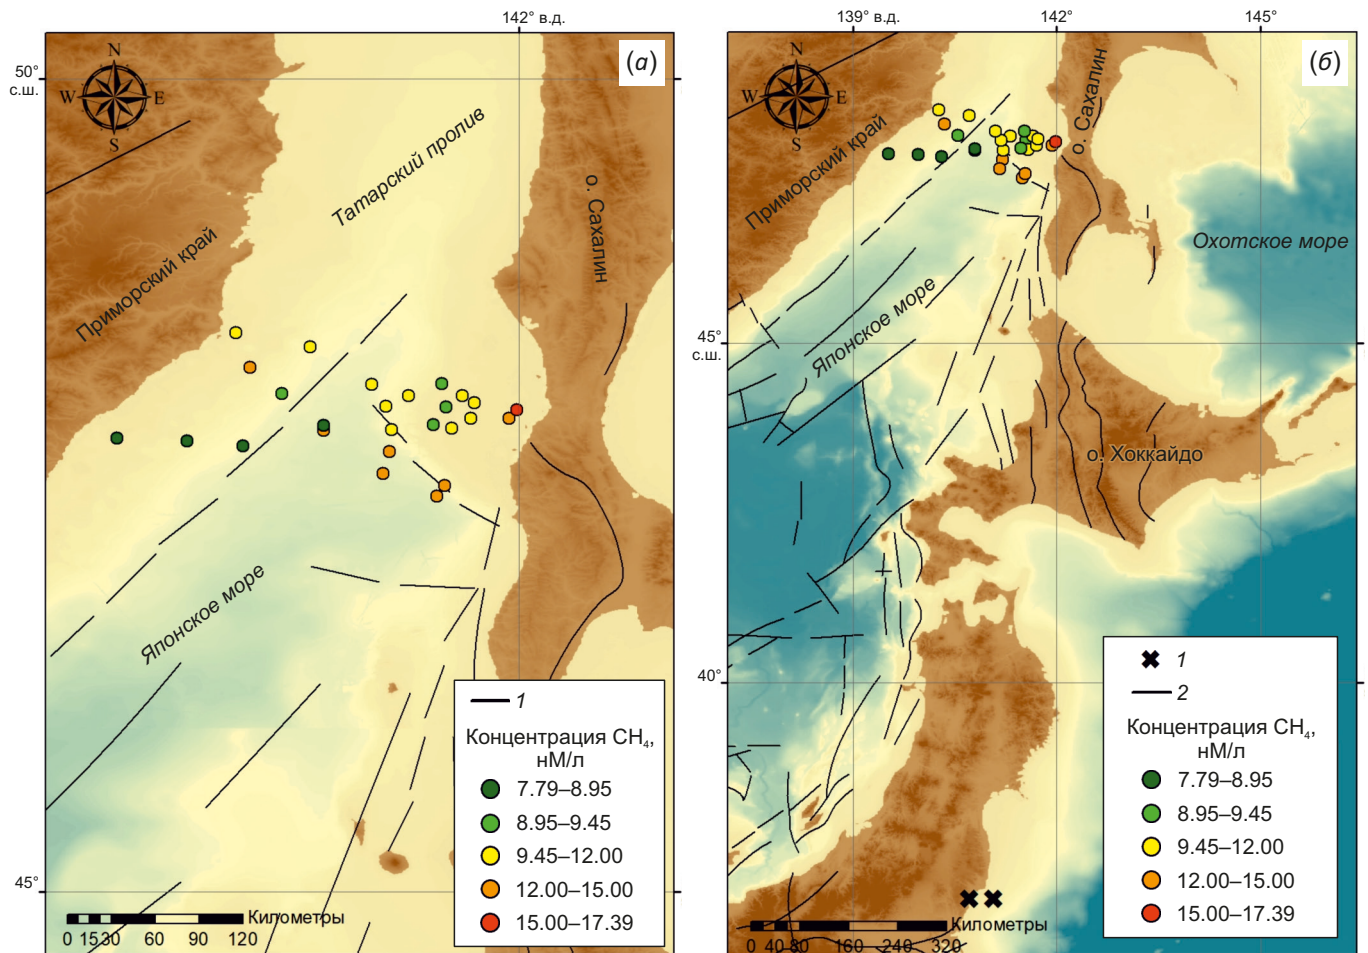 142° в.д.
(а)
N
W E
S
50°
с.ш.
Татарский пролив
о. Сахалин
Приморский край
Японское море
45°
1
Концентрация CH₄,
нМ/л
7.79–8.95
8.95–9.45
9.45–12.00
12.00–15.00
15.00–17.39
Километры
0 15 30 60 90 120
139° в.д. 142° 145°
(б)
N
W E
S
о. Сахалин
Приморский край
Охотское море
Японское море
45°
с.ш.
о. Хоккайдо
40°
1
2
Концентрация CH₄,
нМ/л
7.79–8.95
8.95–9.45
9.45–12.00
12.00–15.00
15.00–17.39
Километры
0 40 80 160 240 320